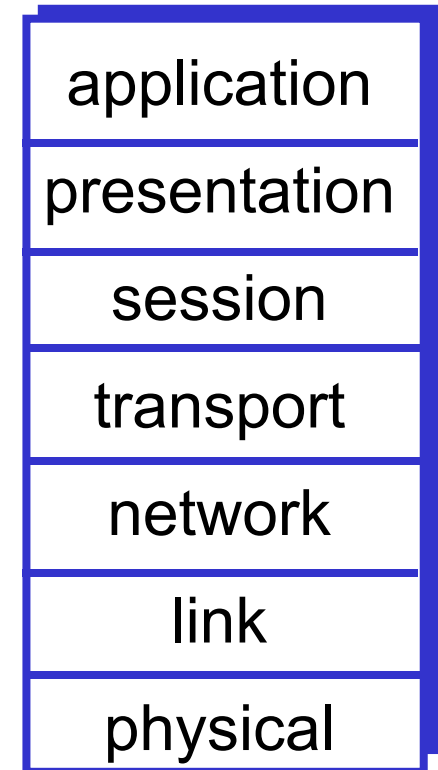 application
presentation
session
transport
network
link
physical